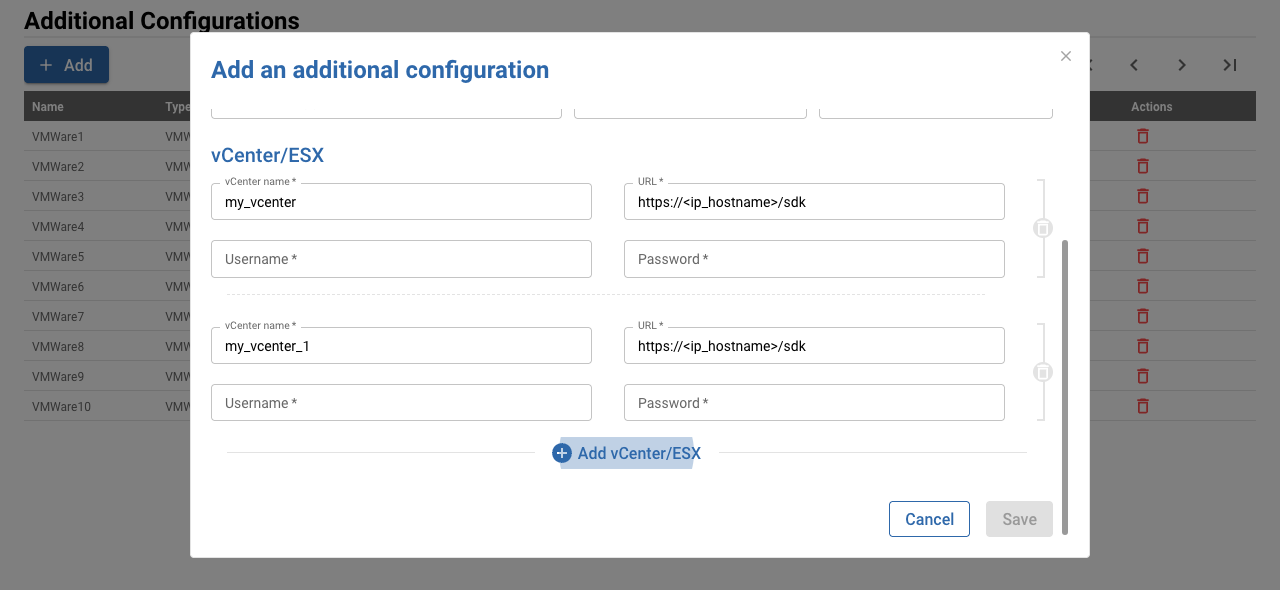 Additional Configurations
Add
Name Type Actions
VMWare1 VMW
VMWare2 VMW
VMWare3 VMW
VMWare4 VMW
VMWare5 VMW
VMWare6 VMW
VMWare7 VMW
VMWare8 VMW
VMWare9 VMW
VMWare10 VMW
Add an additional configuration
vCenter/ESX
vCenter name * URL *
my_vcenter https://<ip_hostname>/sdk
Username * Password *
vCenter name * URL *
my_vcenter_1 https://<ip_hostname>/sdk
Username * Password *
Add vCenter/ESX
Cancel Save